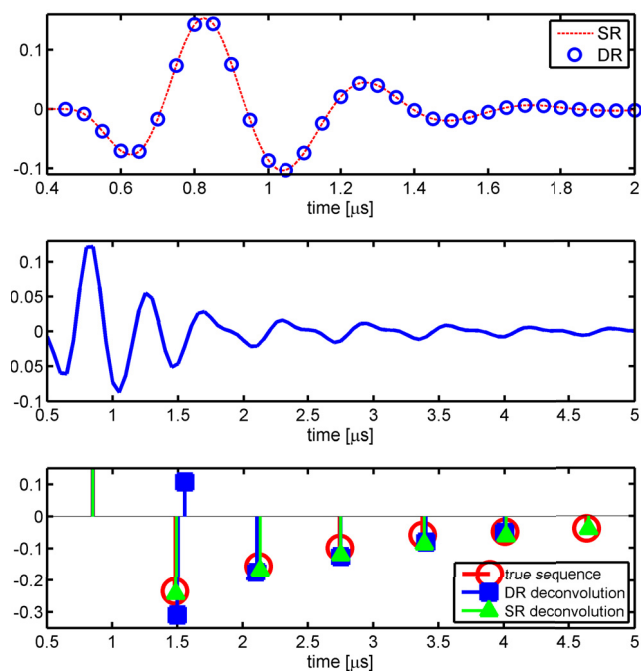 0.1
0
-0.1
SR
DR
0.4 0.6 0.8 1 1.2 1.4 1.6 1.8 2
time [μs]
0.1
0.05
0
-0.05
-0.1
0.5 1 1.5 2 2.5 3 3.5 4 4.5 5
time [μs]
0.1
0
-0.1
-0.2
-0.3
true sequence
DR deconvolution
SR deconvolution
0.5 1 1.5 2 2.5 3 3.5 4 4.5 5
time [μs]